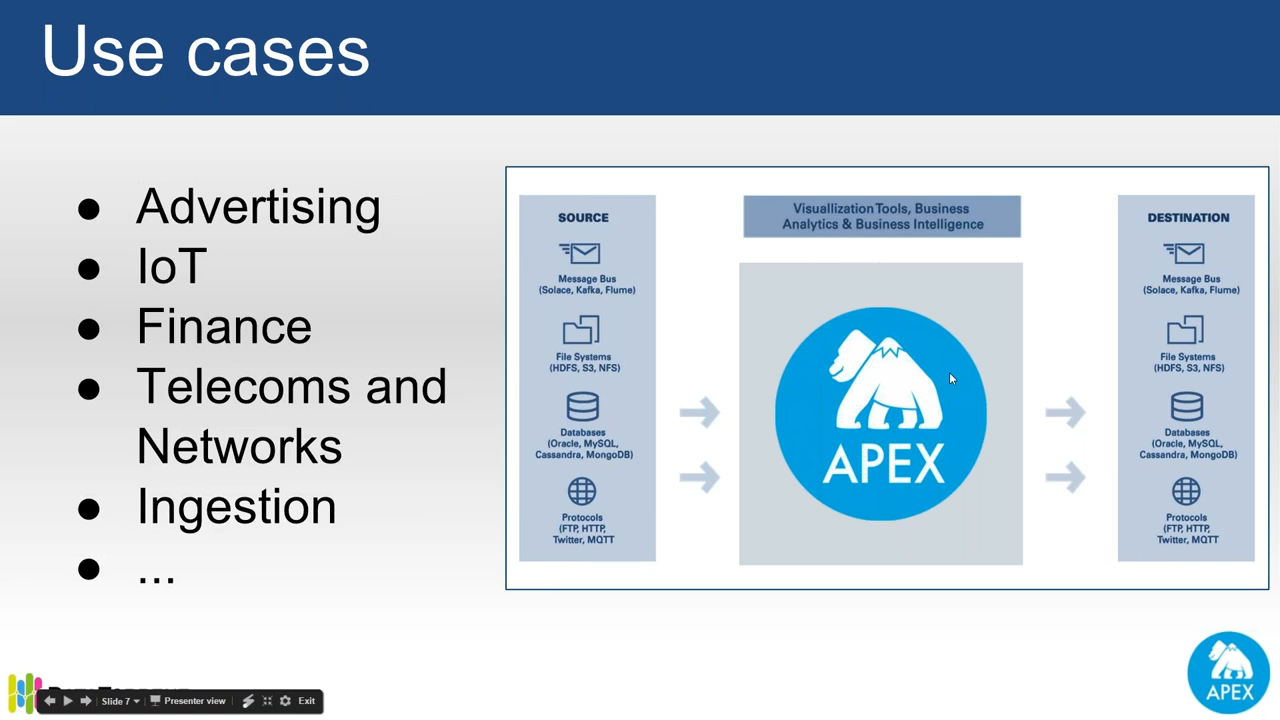 Use cases
● Advertising
● IoT
● Finance
● Telecoms and
Networks
● Ingestion
● ...
SOURCE
Message Bus
(Solace, Kafka, Flume)
File Systems
(HDFS, S3, NFS)
Databases
(Oracle, MySQL,
Cassandra, MongoDB)
Protocols
(FTP, HTTP,
Twitter, MQTT
Visuallization Tools, Business
Analytics & Business Intelligence
APEX
DESTINATION
Message Bus
(Solace, Kafka, Flume)
File Systems
(HDFS, S3, NFS)
Databases
(Oracle, MySQL,
Cassandra, MongoDB)
Protocols
(FTP, HTTP,
Twitter, MQTT
Slide 7
Presenter view
Exit
APEX